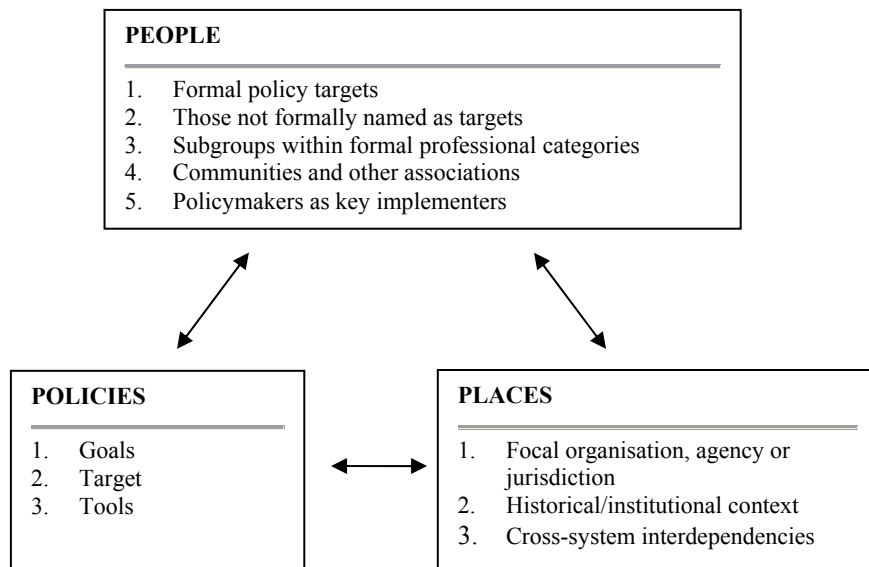 PEOPLE
1. Formal policy targets
2. Those not formally named as targets
3. Subgroups within formal professional categories
4. Communities and other associations
5. Policymakers as key implementers
POLICIES
1. Goals
2. Target
3. Tools
PLACES
1. Focal organisation, agency or
jurisdiction
2. Historical/institutional context
3. Cross-system interdependencies